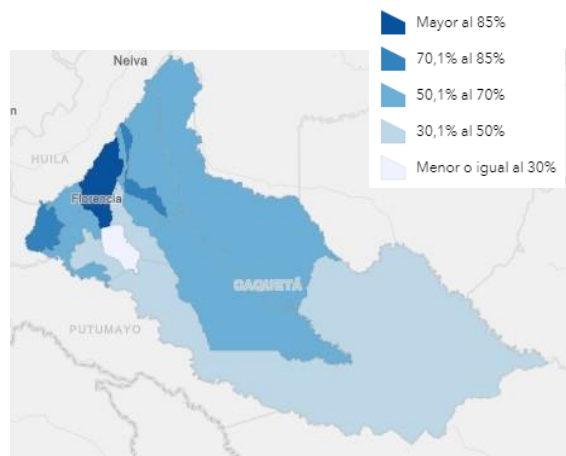 Mayor al 85%
70,1% al 85%
50,1% al 70%
30,1% al 50%
Menor o igual al 30%
Neiva
m
HUILA
Florencia
CAQUETÁ
PUTUMAYO